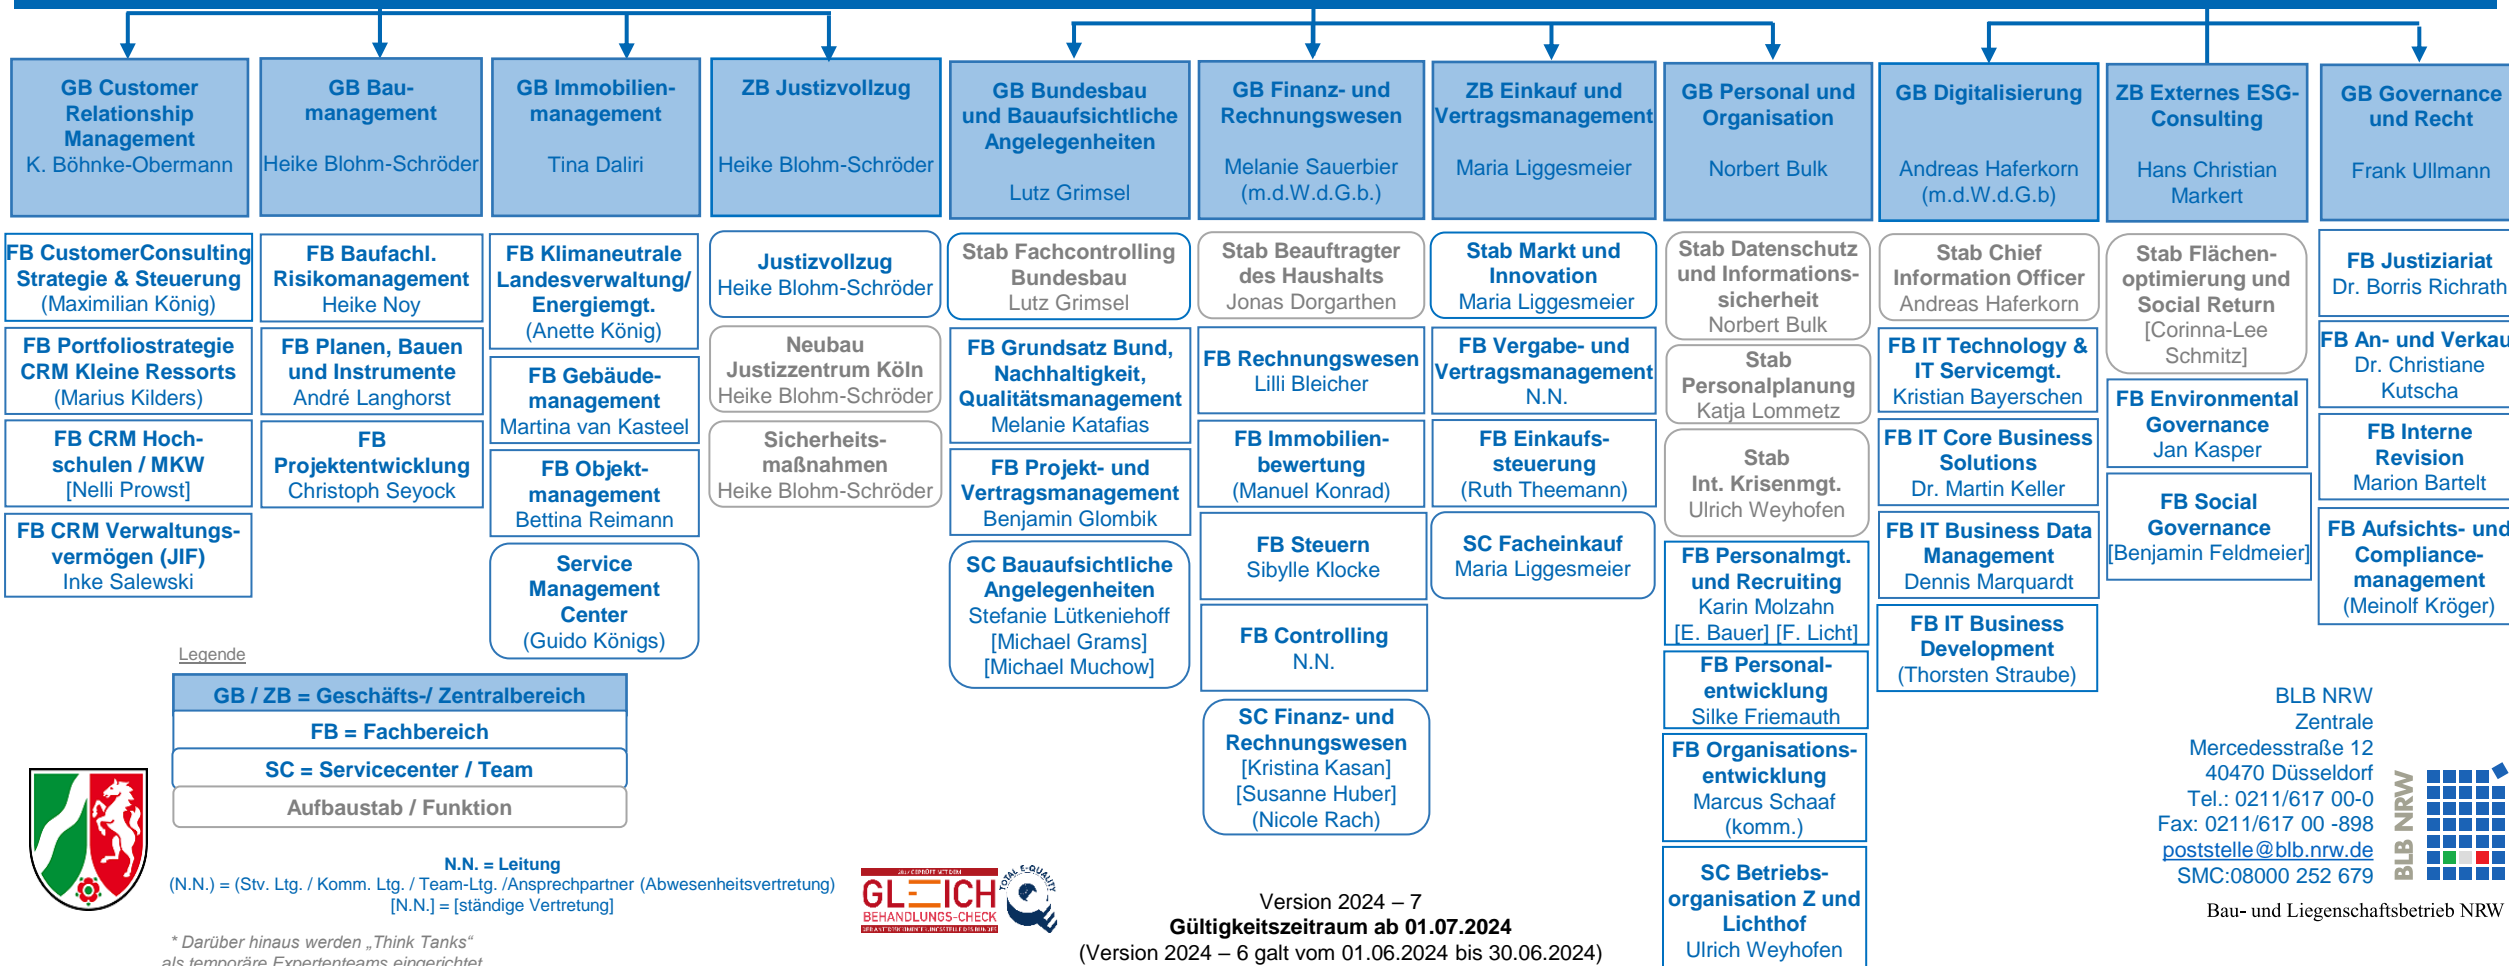 GB Customer
Relationship
Management
K. Böhnke-Obermann
GB Bau-
management
Heike Blohm-Schröder
GB Immobilien-
management
Tina Daliri
ZB Justizvollzug
Heike Blohm-Schröder
GB Bundesbau
und Bauaufsichtliche
Angelegenheiten
Lutz Grimsel
GB Finanz- und
Rechnungswesen
Melanie Sauerbier
(m.d.W.d.G.b.)
ZB Einkauf und
Vertragsmanagement
Maria Liggesmeier
GB Personal und
Organisation
Norbert Bulk
GB Digitalisierung
Andreas Haferkorn
(m.d.W.d.G.b)
ZB Externes ESG-
Consulting
Hans Christian
Markert
GB Governance
und Recht
Frank Ullmann
FB CustomerConsulting
Strategie & Steuerung
(Maximilian König)
FB Portfoliostrategie
CRM Kleine Ressorts
(Marius Kilders)
FB CRM Hoch-
schulen / MKW
[Nelli Prowst]
FB CRM Verwaltungs-
vermögen (JIF)
Inke Salewski
FB Baufachl.
Risikomanagement
Heike Noy
FB Planen, Bauen
und Instrumente
André Langhorst
FB
Projektentwicklung
Christoph Seyock
FB Klimaneutrale
Landesverwaltung/
Energiemgt.
(Anette König)
FB Gebäude-
management
Martina van Kasteel
FB Objekt-
management
Bettina Reimann
Service
Management
Center
(Guido Königs)
Justizvollzug
Heike Blohm-Schröder
Neubau
Justizzentrum Köln
Heike Blohm-Schröder
Sicherheits-
maßnahmen
Heike Blohm-Schröder
Stab Fachcontrolling
Bundesbau
Lutz Grimsel
FB Grundsatz Bund,
Nachhaltigkeit,
Qualitätsmanagement
Melanie Katafias
FB Projekt- und
Vertragsmanagement
Benjamin Glombik
SC Bauaufsichtliche
Angelegenheiten
Stefanie Lütkeniehoff
[Michael Grams]
[Michael Muchow]
Stab Beauftragter
des Haushalts
Jonas Dorgarthen
FB Rechnungswesen
Lilli Bleicher
FB Immobilien-
bewertung
(Manuel Konrad)
FB Steuern
Sibylle Klocke
FB Controlling
N.N.
SC Finanz- und
Rechnungswesen
[Kristina Kasan]
[Susanne Huber]
(Nicole Rach)
Stab Markt und
Innovation
Maria Liggesmeier
FB Vergabe- und
Vertragsmanagement
N.N.
FB Einkaufs-
steuerung
(Ruth Theemann)
SC Facheinkauf
Maria Liggesmeier
Stab Datenschutz
und Informations-
sicherheit
Norbert Bulk
Stab
Personalplanung
Katja Lommetz
Stab
Int. Krisenmgt.
Ulrich Weyhofen
FB Personalmgt.
und Recruiting
Karin Molzahn
[E. Bauer] [F. Licht]
FB Personal-
entwicklung
Silke Friemauth
FB Organisations-
entwicklung
Marcus Schaaf
(komm.)
SC Betriebs-
organisation Z und
Lichthof
Ulrich Weyhofen
Stab Chief
Information Officer
Andreas Haferkorn
FB IT Technology &
IT Servicemgt.
Kristian Bayerschen
FB IT Core Business
Solutions
Dr. Martin Keller
FB IT Business Data
Management
Dennis Marquardt
FB IT Business
Development
(Thorsten Straube)
Stab Flächen-
optimierung und
Social Return
[Corinna-Lee
Schmitz]
FB Environmental
Governance
Jan Kasper
FB Social
Governance
[Benjamin Feldmeier]
FB Justiziariat
Dr. Borris Richrath
FB An- und Verkau
Dr. Christiane
Kutscha
FB Interne
Revision
Marion Bartelt
FB Aufsichts- und
Compliance-
management
(Meinolf Kröger)
Legende
GB / ZB = Geschäfts-/ Zentralbereich
FB = Fachbereich
SC = Servicecenter / Team
Aufbaustab / Funktion
N.N. = Leitung
(N.N.) = (Stv. Ltg. / Komm. Ltg. / Team-Ltg. /Ansprechpartner (Abwesenheitsvertretung)
[N.N.] = [ständige Vertretung]
* Darüber hinaus werden „Think Tanks“
als temporäre Expertenteams eingerichtet
GLEICH
BEHANDLUNGS-CHECK
TOTAL E-QUALITY
Version 2024 – 7
Gültigkeitszeitraum ab 01.07.2024
(Version 2024 – 6 galt vom 01.06.2024 bis 30.06.2024)
BLB NRW
Zentrale
Mercedesstraße 12
40470 Düsseldorf
Tel.: 0211/617 00-0
Fax: 0211/617 00 -898
poststelle@blb.nrw.de
SMC:08000 252 679
BLB NRW
Bau- und Liegenschaftsbetrieb NRW